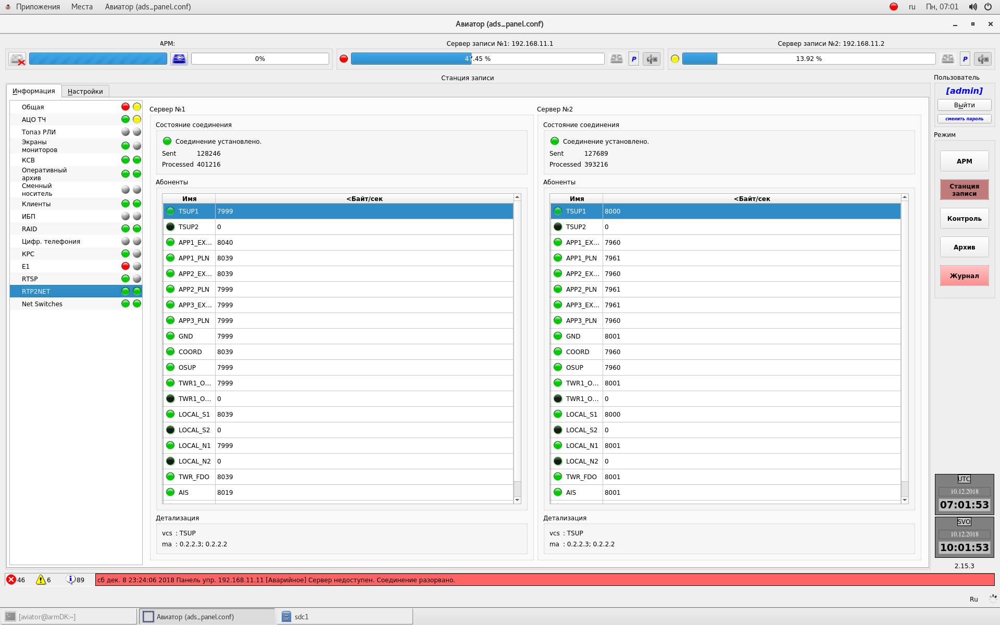 Приложения Места Авиатор (ads_panel.conf) ru Пн, 07:01
Авиатор (ads_panel.conf)
АРМ: Сервер записи №1: 192.168.11.1 Сервер записи №2: 192.168.11.2
0% 47.45 % P 13.92 % P
Станция записи
Пользователь
Информация Настройки
[admin]
Выйти
сменить пароль
Режим
АРМ
Станция
записи
Контроль
Архив
Журнал
Общая
АЦО ТЧ
Топаз РЛИ
Экраны
мониторов
КСВ
Оперативный
архив
Сменный
носитель
Клиенты
ИБП
RAID
Цифр. телефония
КРС
E1
RTSP
RTP2NET
Net Switches
Сервер №1
Состояние соединения
Соединение установлено.
Sent 128246
Processed 401216
Абоненты
Имя <Байт/сек
TSUP1 7999
TSUP2 0
APP1_EX... 8040
APP1_PLN 8039
APP2_EX... 8039
APP2_PLN 7999
APP3_EX... 7999
APP3_PLN 7999
GND 7999
COORD 8039
OSUP 7999
TWR1_O... 7999
TWR1_O... 0
LOCAL_S1 8039
LOCAL_S2 0
LOCAL_N1 7999
LOCAL_N2 0
TWR_FDO 8039
AIS 8019
Детализация
vcs : TSUP
ma : 0.2.2.3; 0.2.2.2
Сервер №2
Состояние соединения
Соединение установлено.
Sent 127689
Processed 393216
Абоненты
Имя <Байт/сек
TSUP1 8000
TSUP2 0
APP1_EX... 7960
APP1_PLN 7961
APP2_EX... 7960
APP2_PLN 7961
APP3_EX... 7961
APP3_PLN 7960
GND 8001
COORD 7960
OSUP 7960
TWR1_O... 8001
TWR1_O... 0
LOCAL_S1 8000
LOCAL_S2 0
LOCAL_N1 8001
LOCAL_N2 0
TWR_FDO 8001
AIS 8001
Детализация
vcs : TSUP
ma : 0.2.2.3; 0.2.2.2
UTC
10.12.2018
07:01:53
SVO
10.12.2018
10:01:53
2.15.3
46 6 89 сб дек. 8 23:24:06 2018 Панель упр. 192.168.11.11 [Аварийное] Сервер недоступен. Соединение разорвано.
Ru
[aviator@armDK:~] Авиатор (ads_panel.conf) sdc1